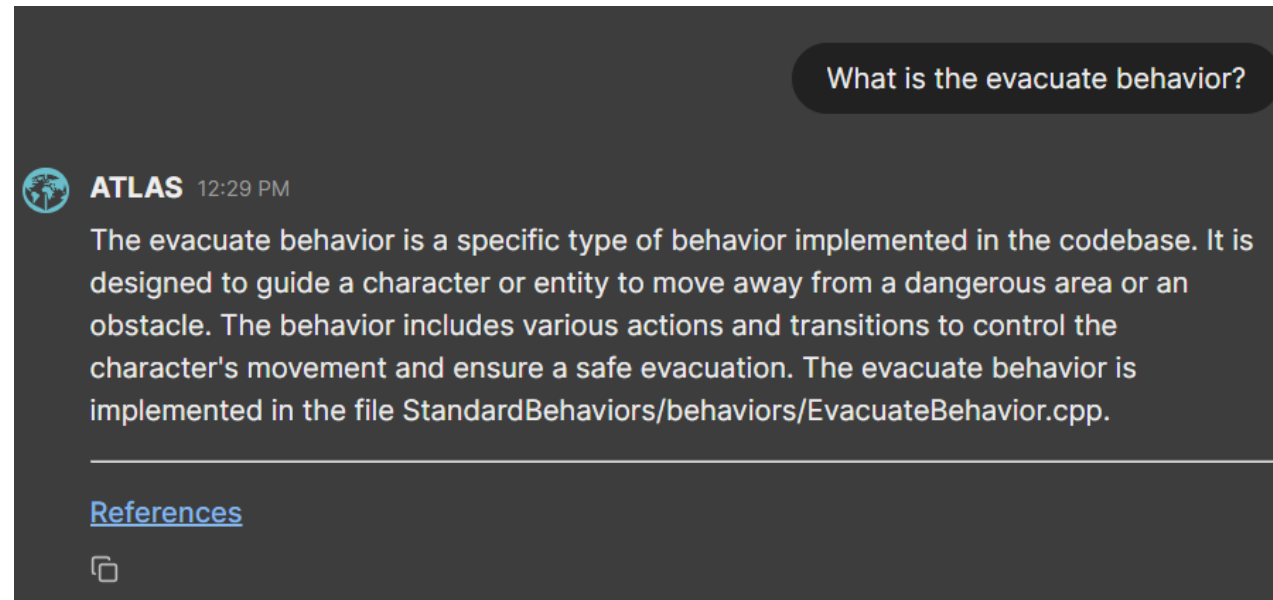 What is the evacuate behavior?
ATLAS 12:29 PM
The evacuate behavior is a specific type of behavior implemented in the codebase. It is
designed to guide a character or entity to move away from a dangerous area or an
obstacle. The behavior includes various actions and transitions to control the
character's movement and ensure a safe evacuation. The evacuate behavior is
implemented in the file StandardBehaviors/behaviors/EvacuateBehavior.cpp.
References